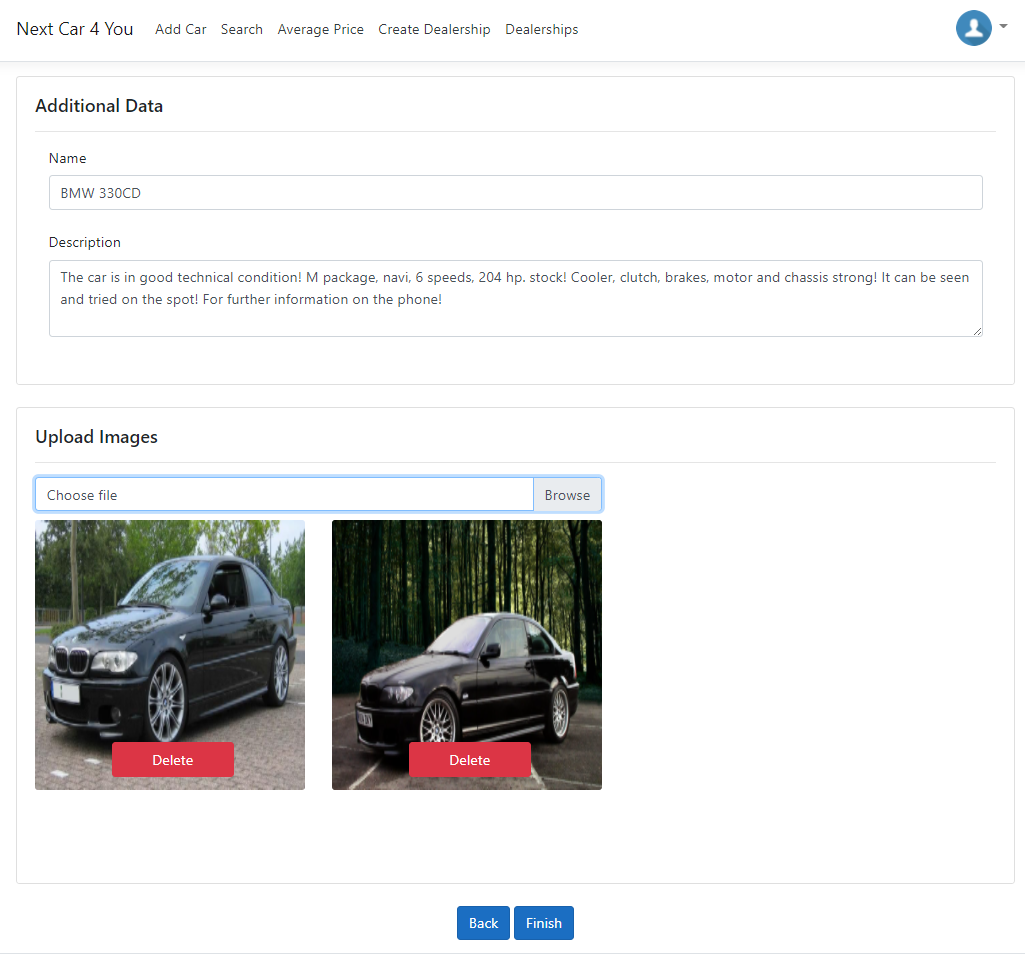 Next Car 4 You Add Car Search Average Price Create Dealership Dealerships
Additional Data
Name
BMW 330CD
Description
The car is in good technical condition! M package, navi, 6 speeds, 204 hp. stock! Cooler, clutch, brakes, motor and chassis strong! It can be seen
and tried on the spot! For further information on the phone!
Upload Images
Choose file Browse
Delete Delete
Back Finish